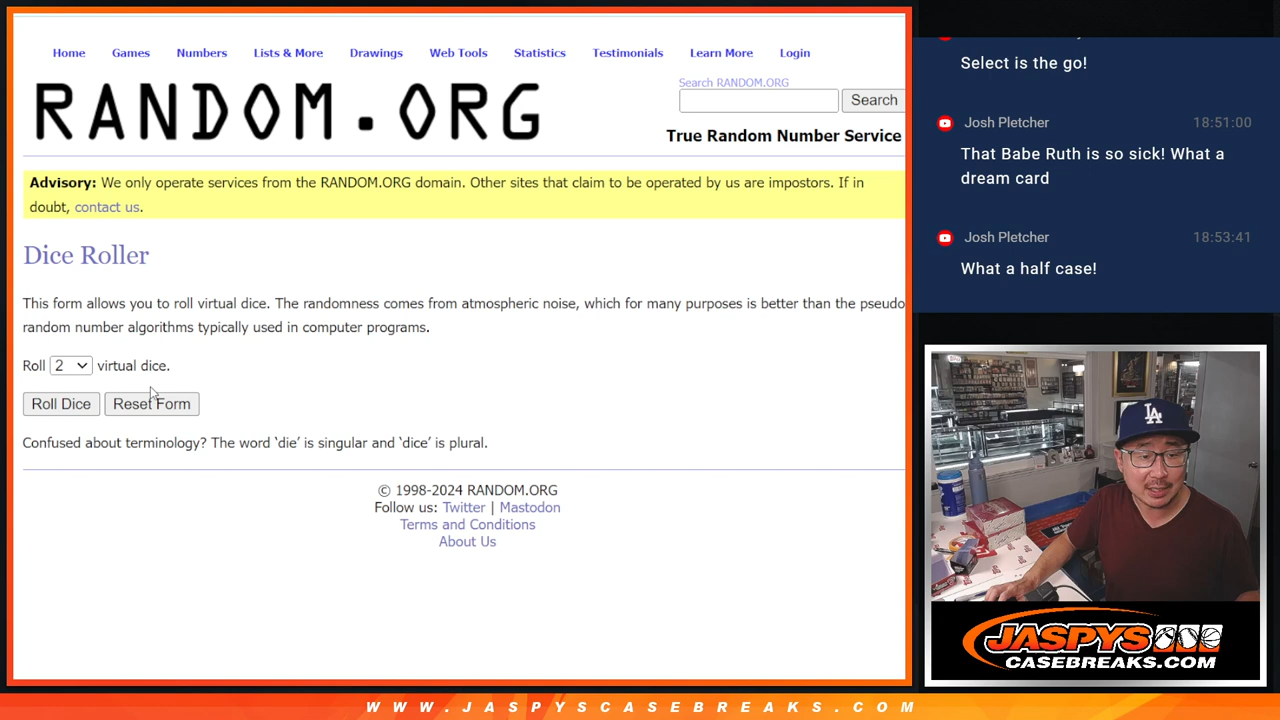 Home Games Numbers Lists & More Drawings Web Tools Statistics Testimonials Learn More Login
RANDOM.ORG
Search RANDOM.ORG
Search
True Random Number Service
Advisory: We only operate services from the RANDOM.ORG domain. Other sites that claim to be operated by us are impostors. If in
doubt, contact us.
Dice Roller
This form allows you to roll virtual dice. The randomness comes from atmospheric noise, which for many purposes is better than the pseudo
random number algorithms typically used in computer programs.
Roll 2 virtual dice.
Roll Dice Reset Form
Confused about terminology? The word ‘die’ is singular and ‘dice’ is plural.
© 1998-2024 RANDOM.ORG
Follow us: Twitter | Mastodon
Terms and Conditions
About Us
Select is the go!
Josh Pletcher 18:51:00
That Babe Ruth is so sick! What a
dream card
Josh Pletcher 18:53:41
What a half case!
LA
JASPYS
CASEBREAKS.COM
WWW.JASPYSCASEBREAKS.COM